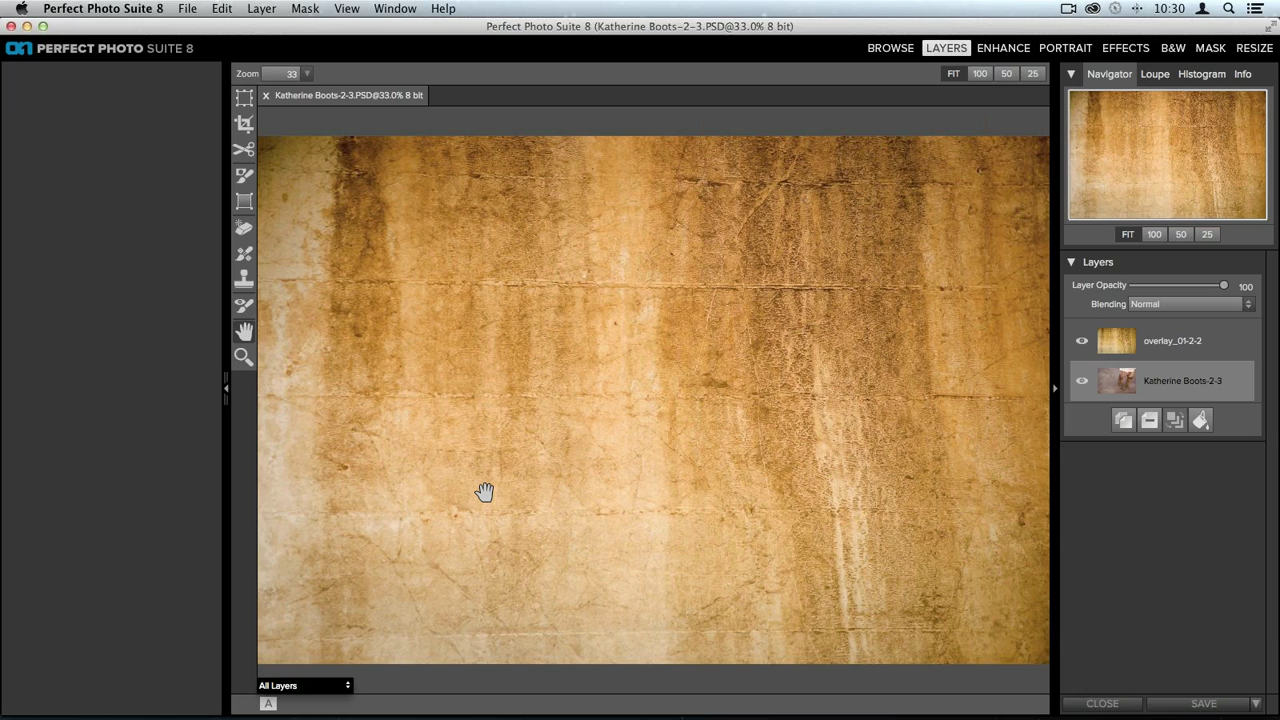 Perfect Photo Suite 8 File Edit Layer Mask View Window Help 10:30
Perfect Photo Suite 8 (Katherine Boots-2-3.PSD@33.0% 8 bit)
on PERFECT PHOTO SUITE 8 BROWSE LAYERS ENHANCE PORTRAIT EFFECTS B&W MASK RESIZE
Zoom 33 FIT 100 50 25
Navigator Loupe Histogram Info
x Katherine Boots-2-3.PSD@33.0% 8 bit
FIT 100 50 25
Layers
Layer Opacity 100
Blending Normal
overlay_01-2-2
Katherine Boots-2-3
All Layers
A
CLOSE SAVE